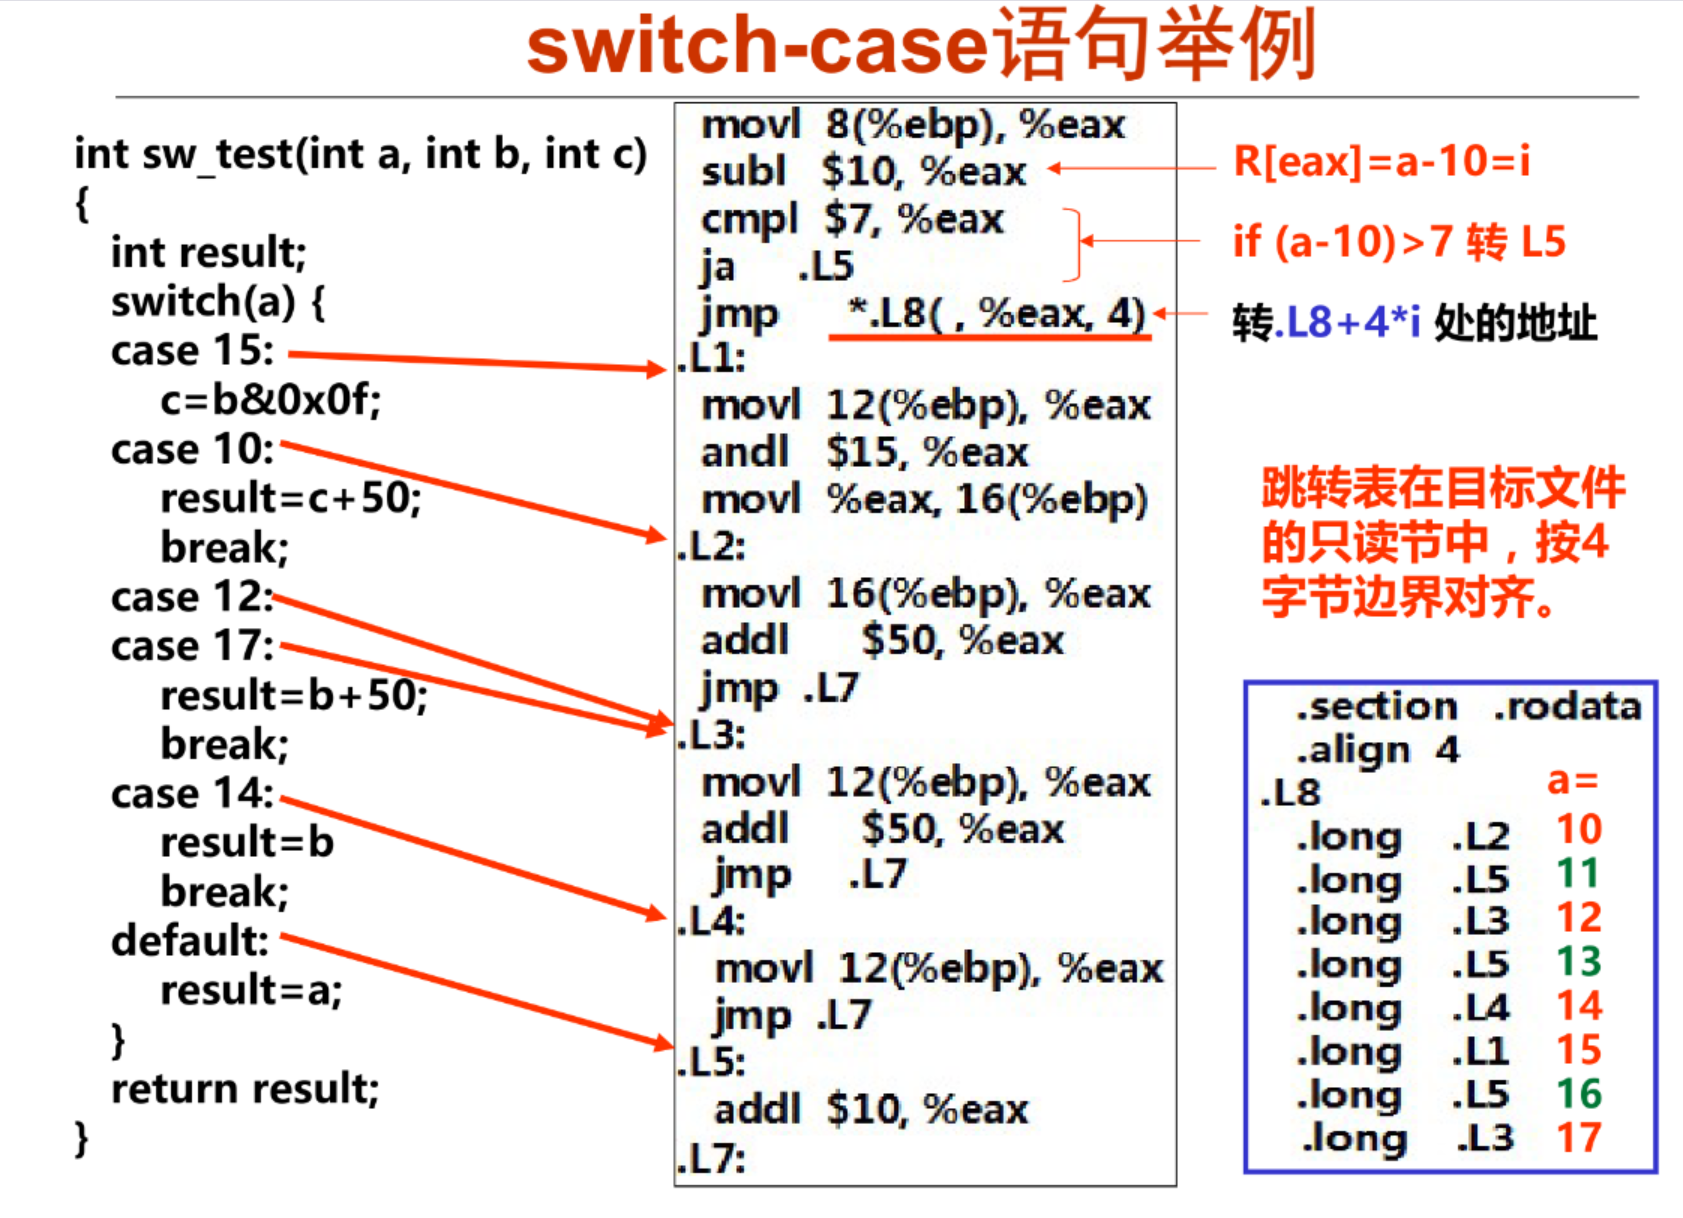 switch-case语句举例
int sw_test(int a, int b, int c)
{
int result;
switch(a) {
case 15:
c=b&0x0f;
case 10:
result=c+50;
break;
case 12:
case 17:
result=b+50;
break;
case 14:
result=b
break;
default:
result=a;
}
return result;
}
movl 8(%ebp), %eax
subl $10, %eax
cmpl $7, %eax
ja .L5
jmp *.L8( , %eax, 4)
.L1:
movl 12(%ebp), %eax
andl $15, %eax
movl %eax, 16(%ebp)
.L2:
movl 16(%ebp), %eax
addl $50, %eax
jmp .L7
.L3:
movl 12(%ebp), %eax
addl $50, %eax
jmp .L7
.L4:
movl 12(%ebp), %eax
jmp .L7
.L5:
addl $10, %eax
.L7:
R[eax]=a-10=i
if (a-10)>7 转 L5
转.L8+4*i 处的地址
跳转表在目标文件
的只读节中，按4
字节边界对齐。
.section .rodata
.align 4
.L8 a=
.long .L2 10
.long .L5 11
.long .L3 12
.long .L5 13
.long .L4 14
.long .L1 15
.long .L5 16
.long .L3 17